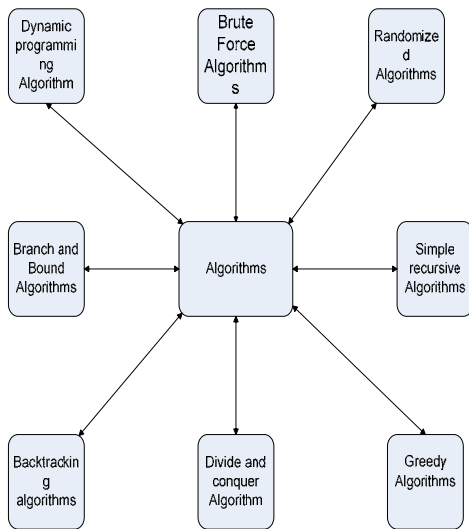 Dynamic
programmi
ng
Algorithm
Brute
Force
Algorithm
s
Randomize
d
Algorithms
Branch and
Bound
Algorithms
Algorithms
Simple
recursive
Algorithms
Backtrackin
g
algorithms
Divide and
conquer
Algorithm
Greedy
Algorithms